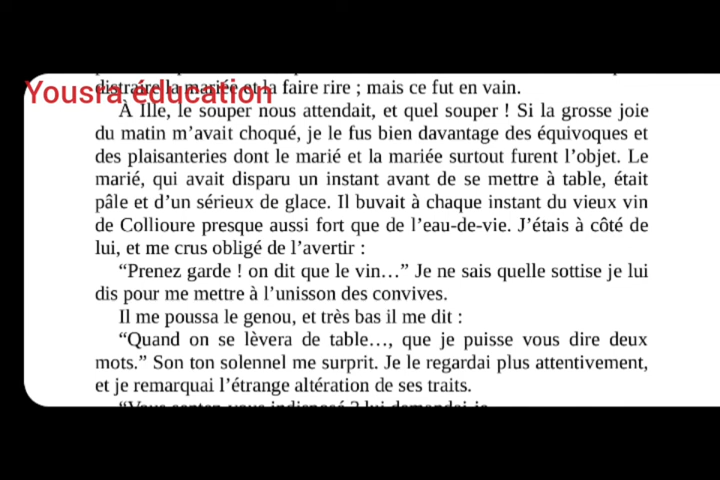 distraire la mariée et la faire rire ; mais ce fut en vain.
Yousra éducation
À Ille, le souper nous attendait, et quel souper ! Si la grosse joie
du matin m’avait choqué, je le fus bien davantage des équivoques et
des plaisanteries dont le marié et la mariée surtout furent l’objet. Le
marié, qui avait disparu un instant avant de se mettre à table, était
pâle et d’un sérieux de glace. Il buvait à chaque instant du vieux vin
de Collioure presque aussi fort que de l’eau-de-vie. J’étais à côté de
lui, et me crus obligé de l’avertir :
“Prenez garde ! on dit que le vin…” Je ne sais quelle sottise je lui
dis pour me mettre à l’unisson des convives.
Il me poussa le genou, et très bas il me dit :
“Quand on se lèvera de table…, que je puisse vous dire deux
mots.” Son ton solennel me surprit. Je le regardai plus attentivement,
et je remarquai l’étrange altération de ses traits.
“Vous sentez-vous indisposé ? lui demandai-je.